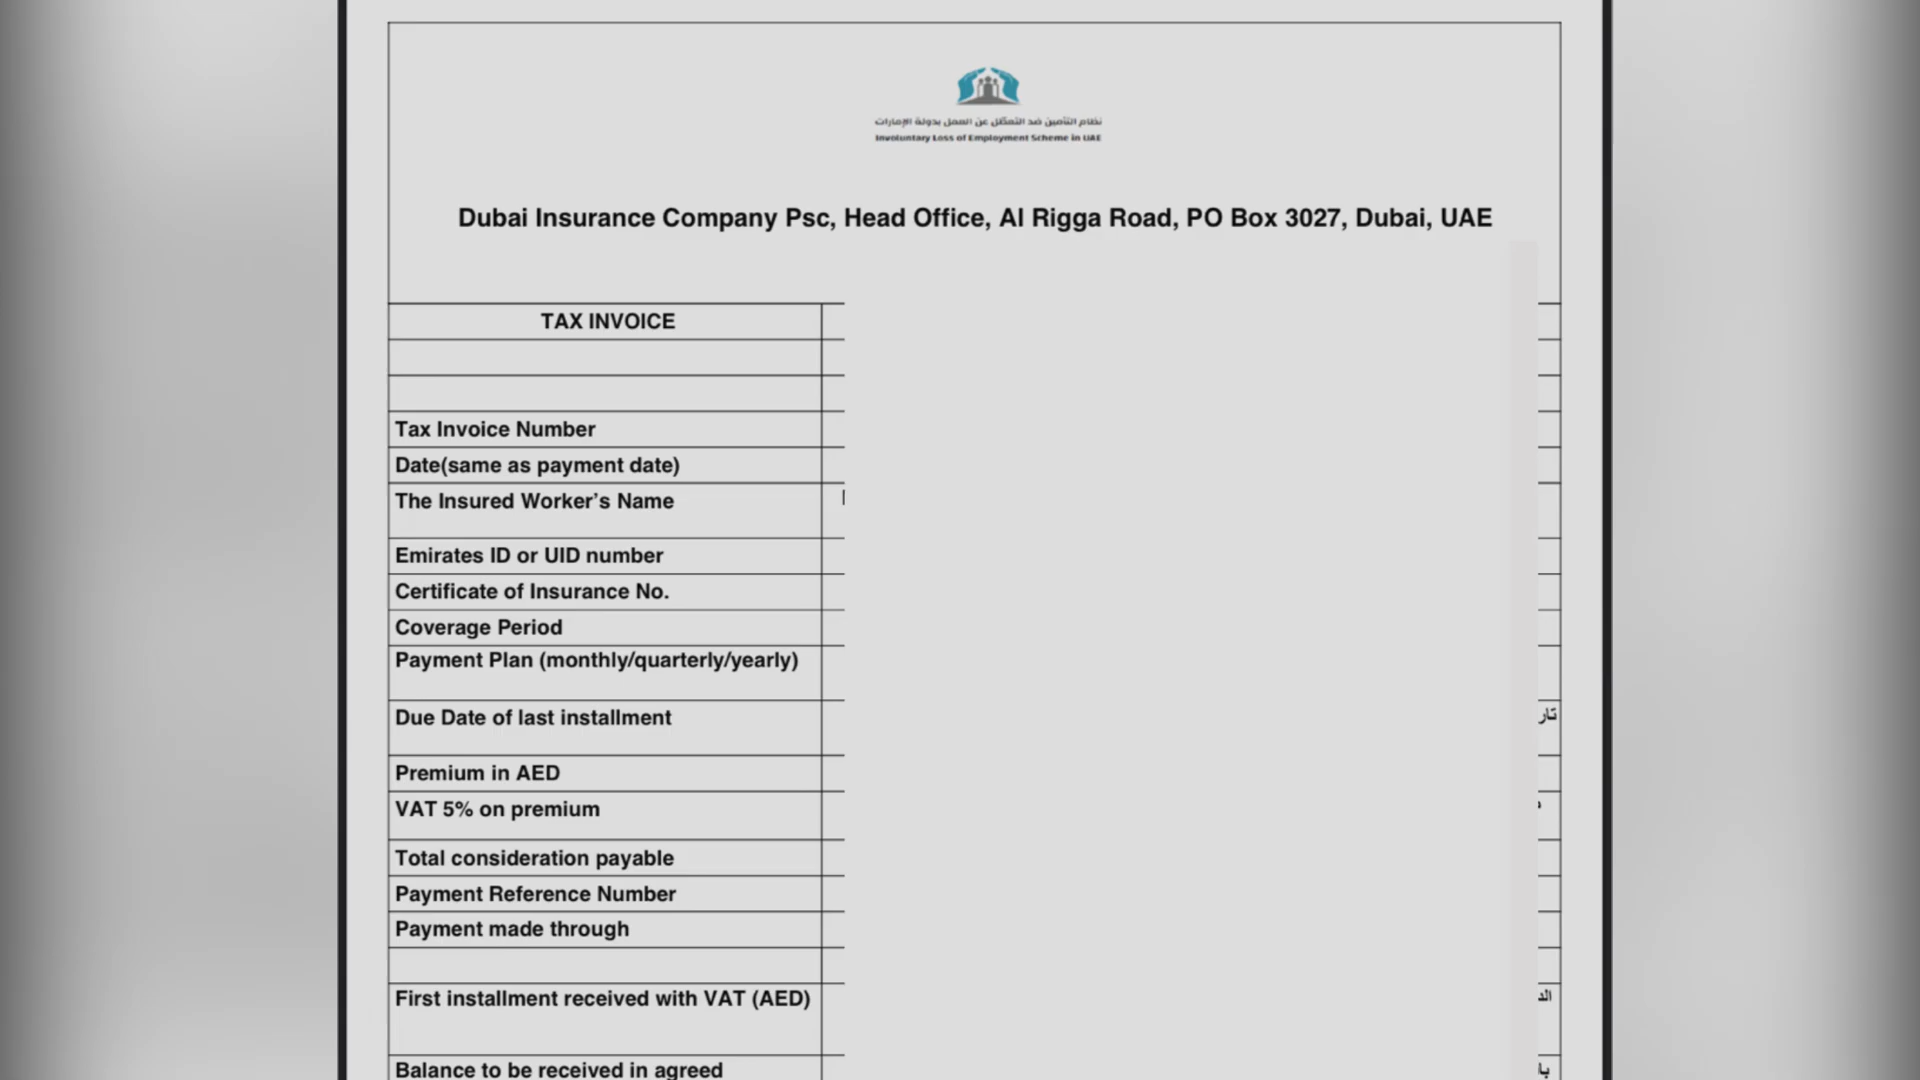 نظام التأمين ضد التعطّل عن العمل بدولة الإمارات
Involuntary Loss of Employment Scheme in UAE
Dubai Insurance Company Psc, Head Office, Al Rigga Road, PO Box 3027, Dubai, UAE
TAX INVOICE
Tax Invoice Number
Date(same as payment date)
The Insured Worker’s Name
Emirates ID or UID number
Certificate of Insurance No.
Coverage Period
Payment Plan (monthly/quarterly/yearly)
Due Date of last installment
Premium in AED
VAT 5% on premium
Total consideration payable
Payment Reference Number
Payment made through
First installment received with VAT (AED)
Balance to be received in agreed